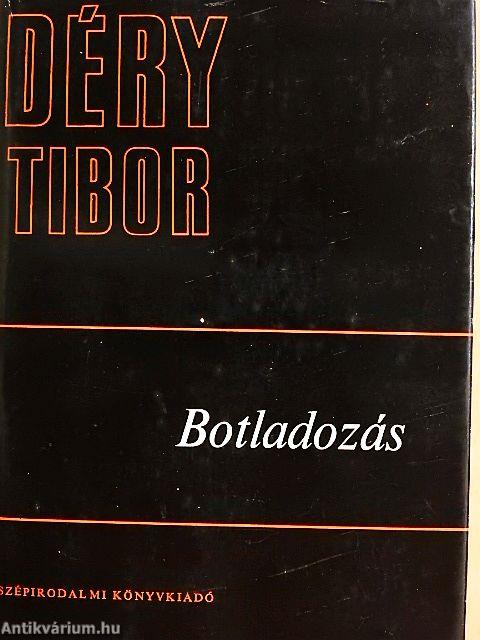 DÉRY
TIBOR
Botladozás
SZÉPIRODALMI KÖNYVKIADÓ
Antikvárium.hu